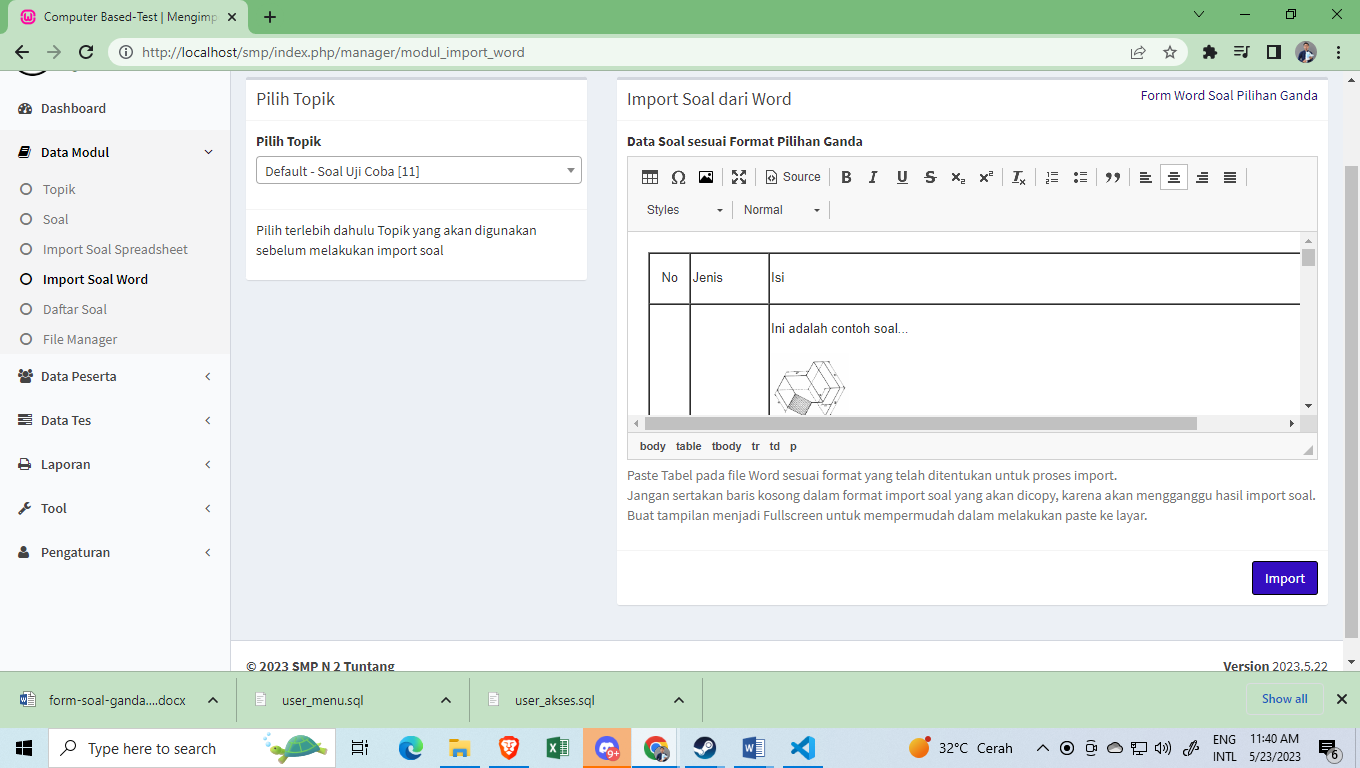 Computer Based-Test | Mengimp
http://localhost/smp/index.php/manager/modul_import_word
Dashboard
Data Modul
Topik
Soal
Import Soal Spreadsheet
Import Soal Word
Daftar Soal
File Manager
Data Peserta
Data Tes
Laporan
Tool
Pengaturan
Pilih Topik
Pilih Topik
Default - Soal Uji Coba [11]
Pilih terlebih dahulu Topik yang akan digunakan
sebelum melakukan import soal
Import Soal dari Word
Form Word Soal Pilihan Ganda
Data Soal sesuai Format Pilihan Ganda
Source
Styles Normal
No Jenis Isi
Ini adalah contoh soal...
body table tbody tr td p
Paste Tabel pada file Word sesuai format yang telah ditentukan untuk proses import.
Jangan sertakan baris kosong dalam format import soal yang akan dicopy, karena akan mengganggu hasil import soal.
Buat tampilan menjadi Fullscreen untuk mempermudah dalam melakukan paste ke layar.
Import
© 2023 SMP N 2 Tuntang
Version 2023.5.22
form-soal-ganda....docx
user_menu.sql
user_akses.sql
Show all
Type here to search
9+
32°C Cerah
ENG
INTL
11:40 AM
5/23/2023
6